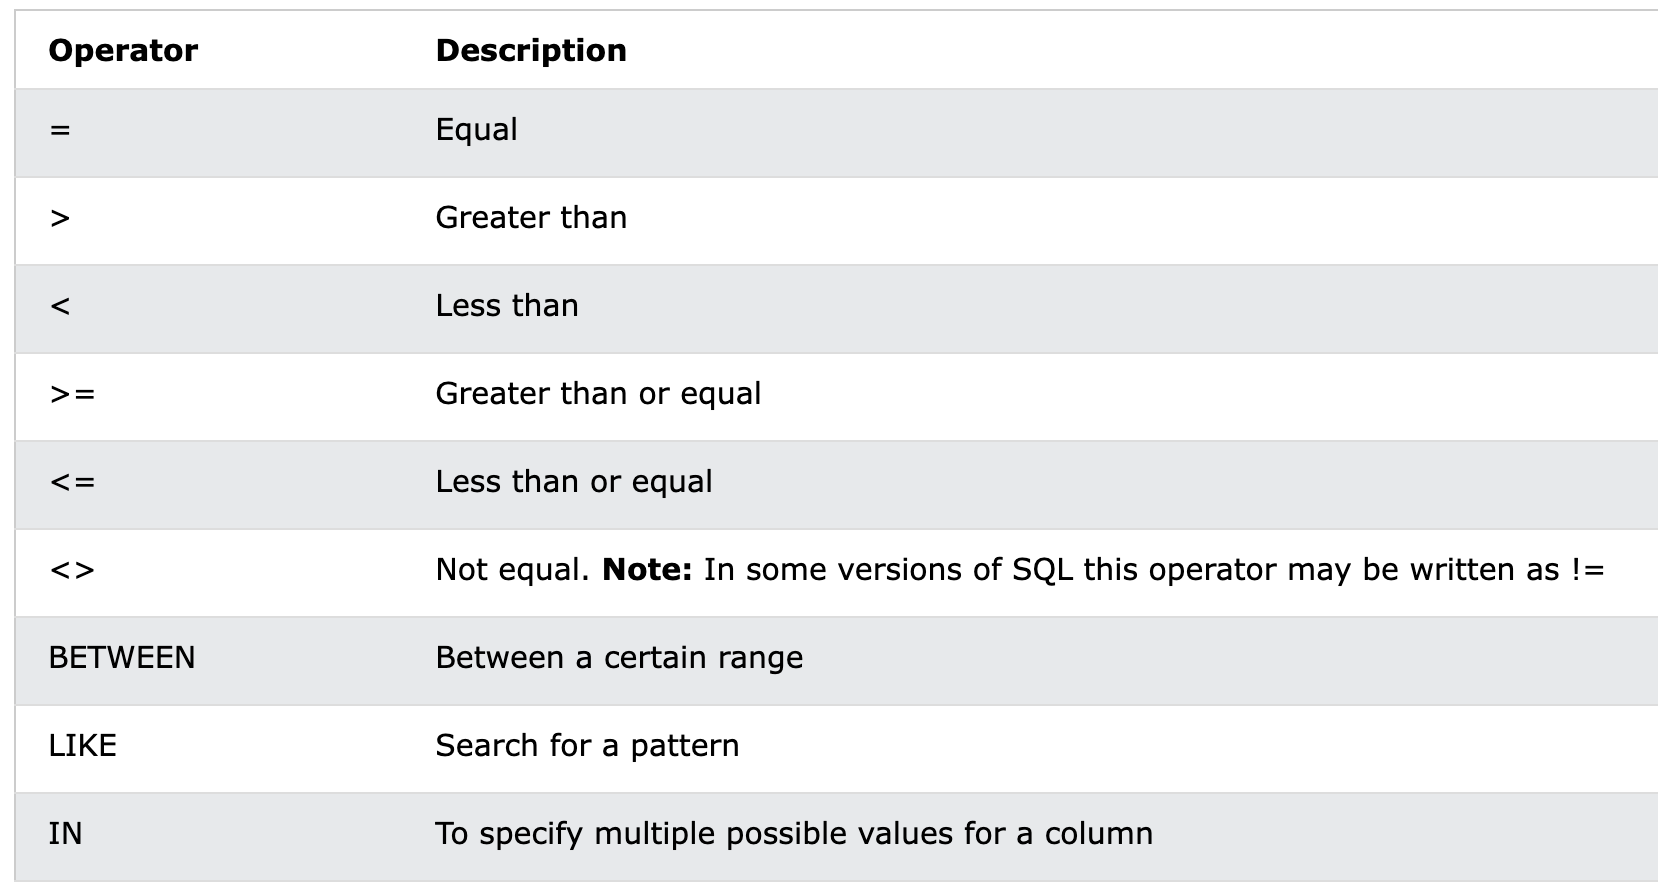 Operator Description
= Equal
> Greater than
< Less than
>= Greater than or equal
<= Less than or equal
<> Not equal. Note: In some versions of SQL this operator may be written as !=
BETWEEN Between a certain range
LIKE Search for a pattern
IN To specify multiple possible values for a column